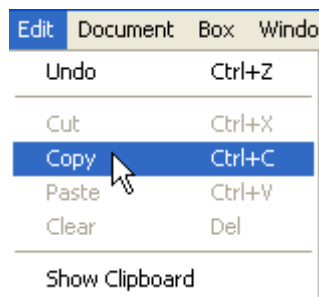 Edit Document Box Windo
Undo Ctrl+Z
Cut Ctrl+X
Copy Ctrl+C
Paste Ctrl+V
Clear Del
Show Clipboard